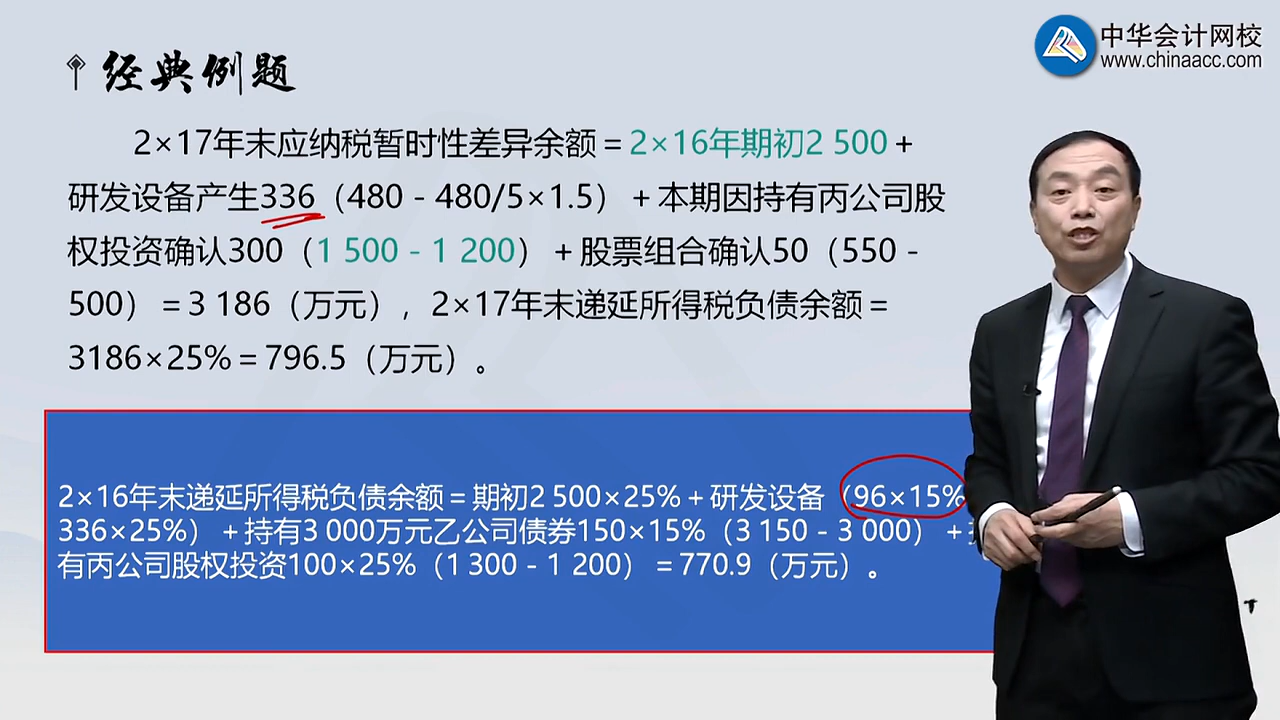 中华会计网校
www.chinaacc.com
经典例题
2×17年末应纳税暂时性差异余额＝2×16年期初2 500＋
研发设备产生336（480－480/5×1.5）＋本期因持有丙公司股
权投资确认300（1 500－1 200）＋股票组合确认50（550－
500）＝3 186（万元），2×17年末递延所得税负债余额＝
3186×25%＝796.5（万元）。
2×16年末递延所得税负债余额＝期初2 500×25%＋研发设备（96×15%
336×25%）＋持有3 000万元乙公司债券150×15%（3 150－3 000）＋
有丙公司股权投资100×25%（1 300－1 200）＝770.9（万元）。